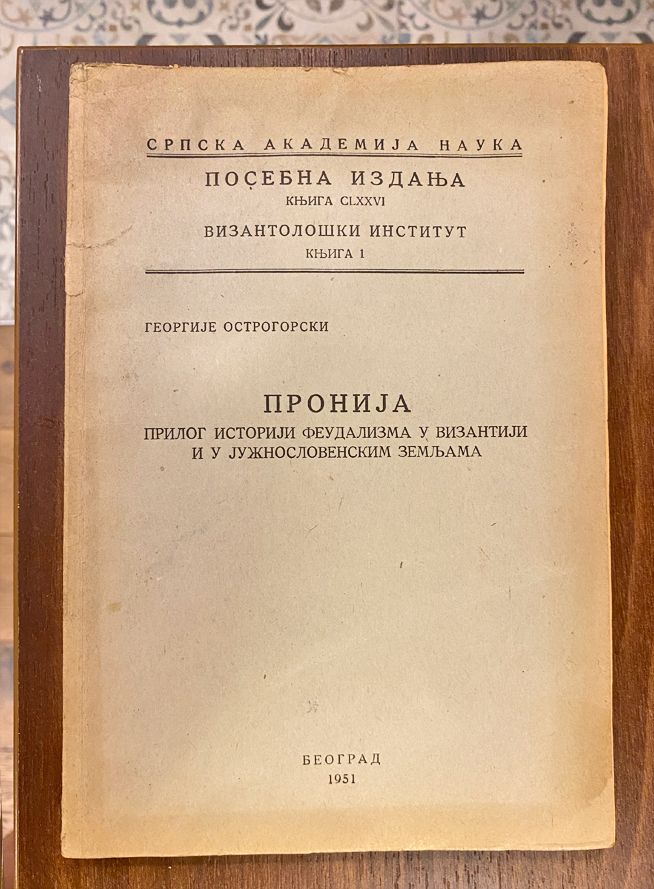 СРПСКА АКАДЕМИЈА НАУКА
ПОСЕБНА ИЗДАЊА
КЊИГА CLXXVI
ВИЗАНТОЛОШКИ ИНСТИТУТ
КЊИГА 1
ГЕОРГИЈЕ ОСТРОГОРСКИ
ПРОНИЈА
ПРИЛОГ ИСТОРИЈИ ФЕУДАЛИЗМА У ВИЗАНТИЈИ
И У ЈУЖНОСЛОВЕНСКИМ ЗЕМЉАМА
БЕОГРАД
1951